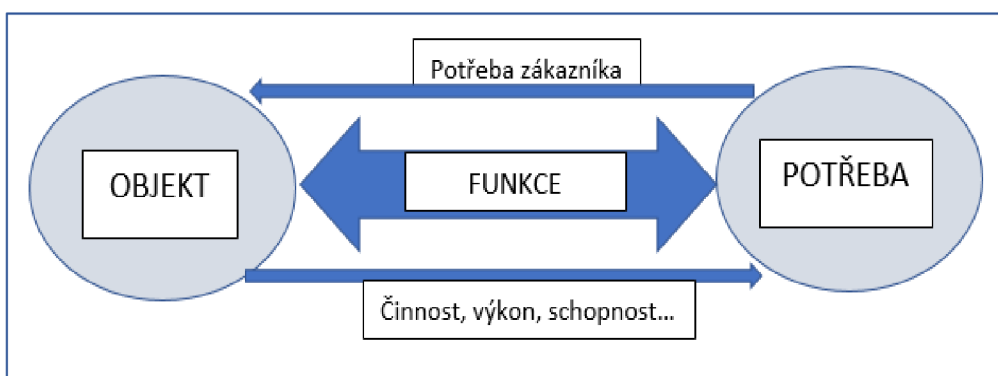 Potřeba zákazníka
OBJEKT
FUNKCE
POTŘEBA
Činnost, výkon, schopnost...